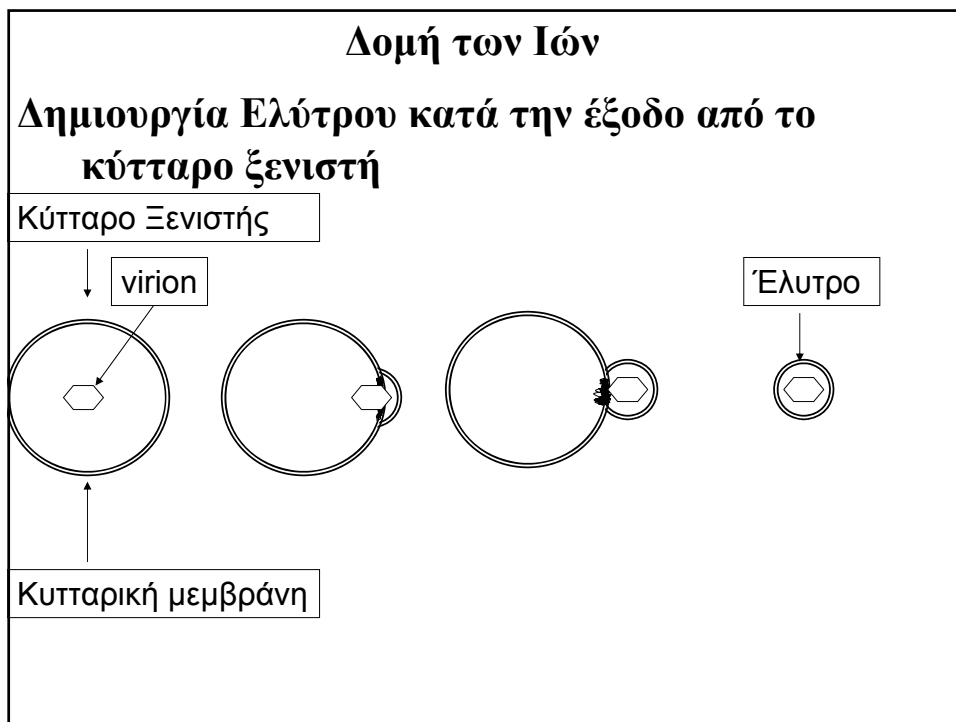 Δομή των Ιών
Δημιουργία Ελύτρου κατά την έξοδο από το
κύτταρο ξενιστή
Κύτταρο Ξενιστής
virion
Έλυτρο
Κυτταρική μεμβράνη